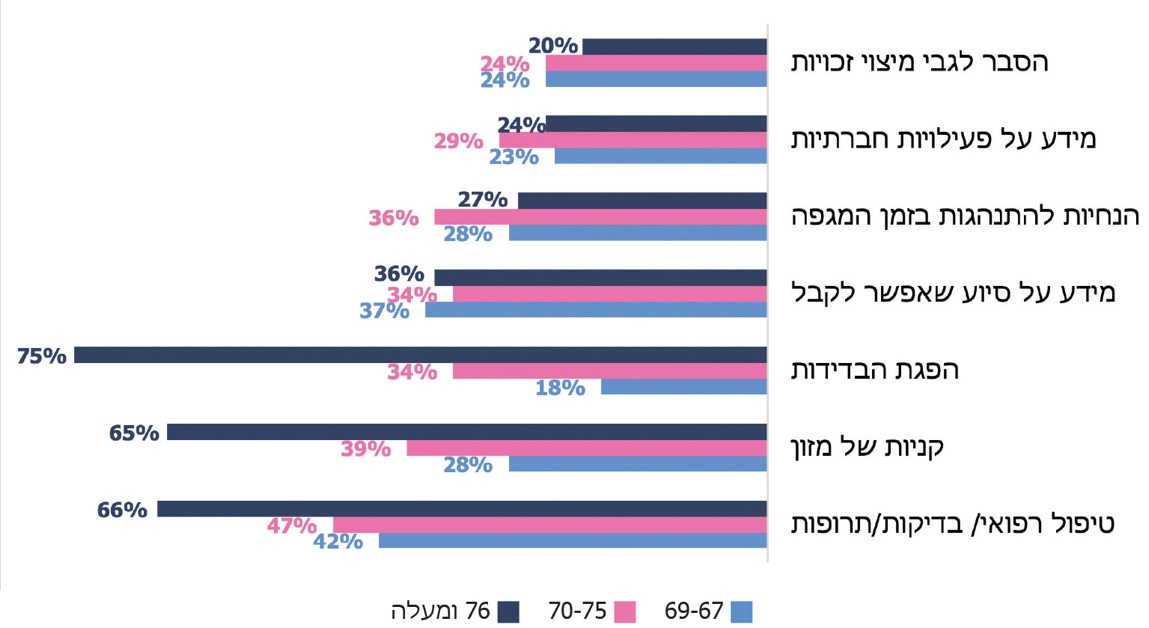 הסבר לגבי מיצוי זכויות
20%
24%
24%
מידע על פעילויות חברתיות
24%
29%
23%
הנחיות להתנהגות בזמן המגפה
27%
36%
28%
מידע על סיוע שאפשר לקבל
36%
34%
37%
הפגת הבדידות
75%
34%
18%
קניות של מזון
65%
39%
28%
טיפול רפואי/ בדיקות/תרופות
66%
47%
42%
69-67 70-75 76 ומעלה